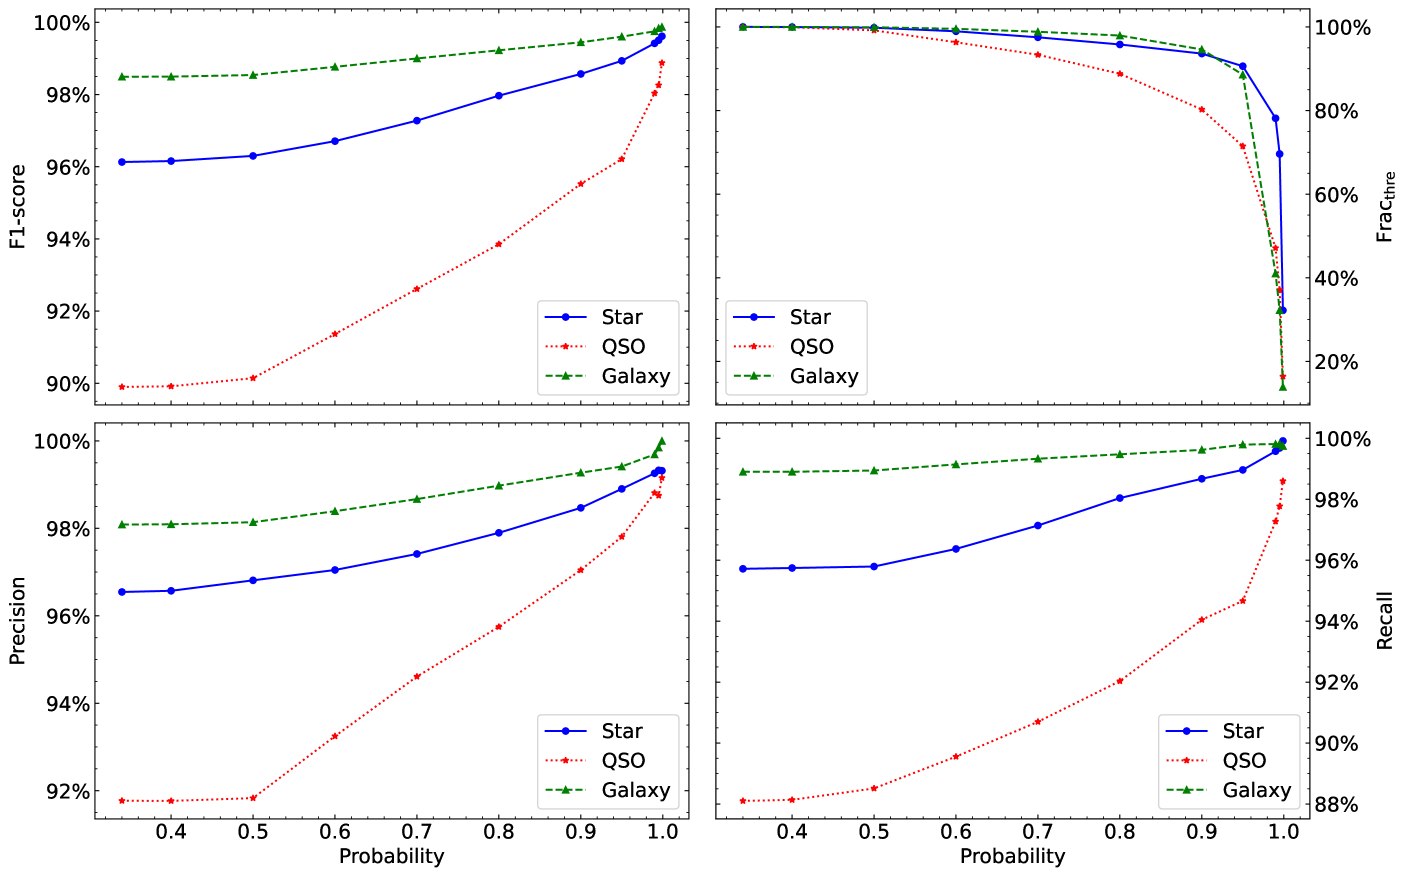 100%
98%
96%
94%
92%
90%
F1-score
Star
QSO
Galaxy
100%
80%
60%
40%
20%
Frac_thre
Star
QSO
Galaxy
100%
98%
96%
94%
92%
Precision
Star
QSO
Galaxy
0.4 0.5 0.6 0.7 0.8 0.9 1.0
Probability
100%
98%
96%
94%
92%
90%
88%
Recall
Star
QSO
Galaxy
0.4 0.5 0.6 0.7 0.8 0.9 1.0
Probability